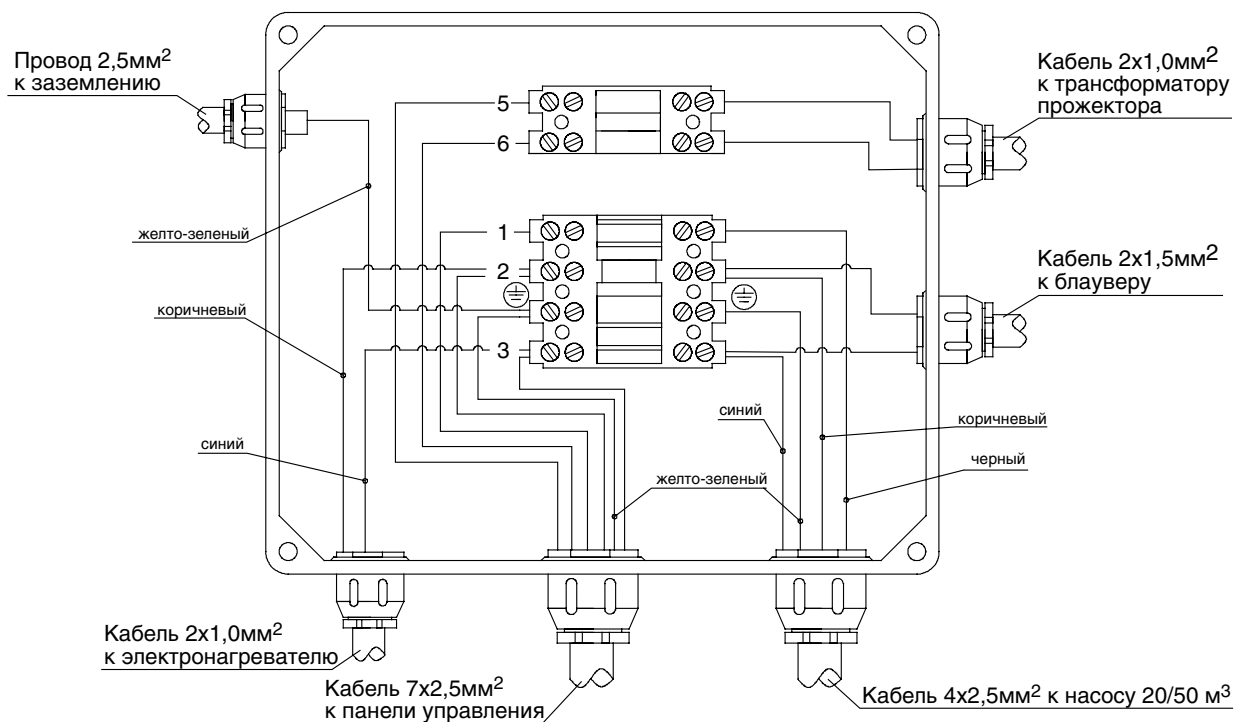 Провод 2,5мм²
к заземлению
Кабель 2х1,0мм²
к трансформатору
прожектора
5
6
желто-зеленый
1
2
3
Кабель 2х1,5мм²
к блауверу
коричневый
синий
синий
коричневый
желто-зеленый
черный
Кабель 2х1,0мм²
к электронагревателю
Кабель 7х2,5мм²
к панели управления
Кабель 4х2,5мм² к насосу 20/50 м³